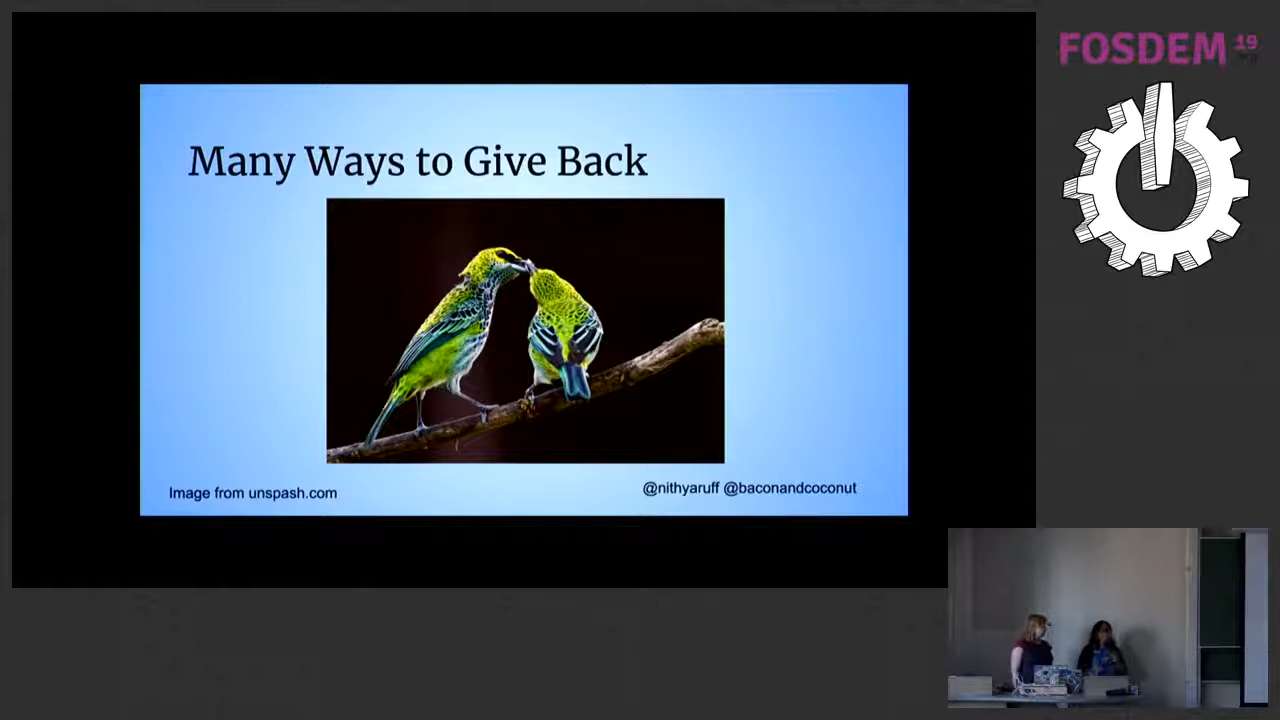 FOSDEM 19
Many Ways to Give Back
Image from unspash.com
@nithyaruff @baconandcoconut